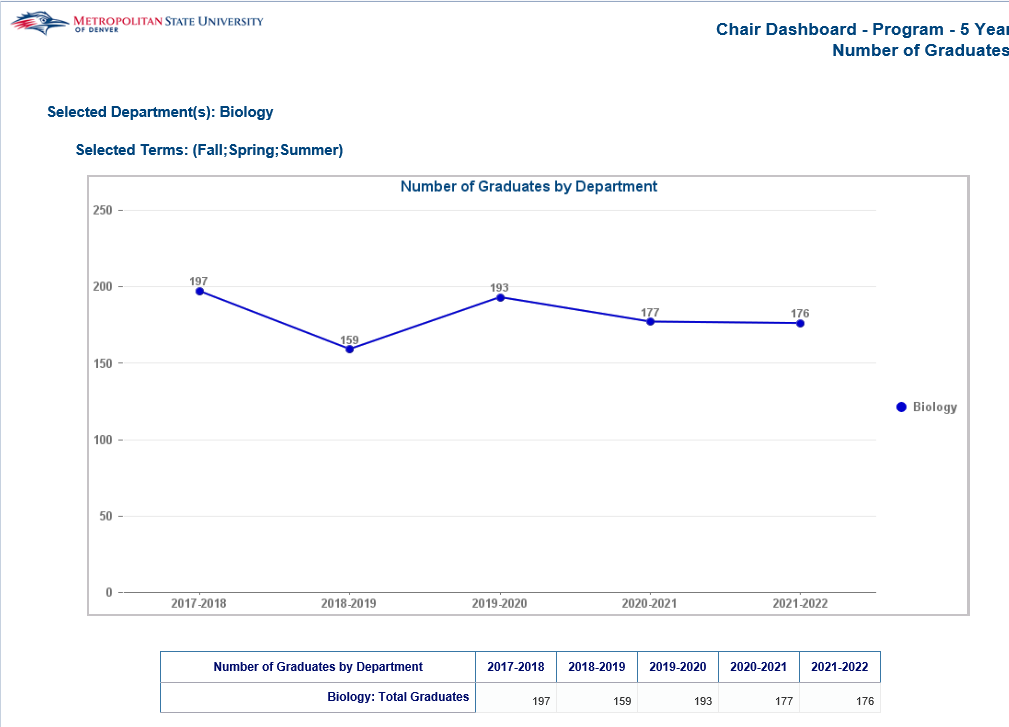 METROPOLITAN STATE UNIVERSITY
OF DENVER
Chair Dashboard - Program - 5 Year
Number of Graduates
Selected Department(s): Biology
Selected Terms: (Fall;Spring;Summer)
Number of Graduates by Department
250
200
150
100
50
0
197
159
193
177
176
Biology
2017-2018 2018-2019 2019-2020 2020-2021 2021-2022
Number of Graduates by Department 2017-2018 2018-2019 2019-2020 2020-2021 2021-2022
Biology: Total Graduates 197 159 193 177 176